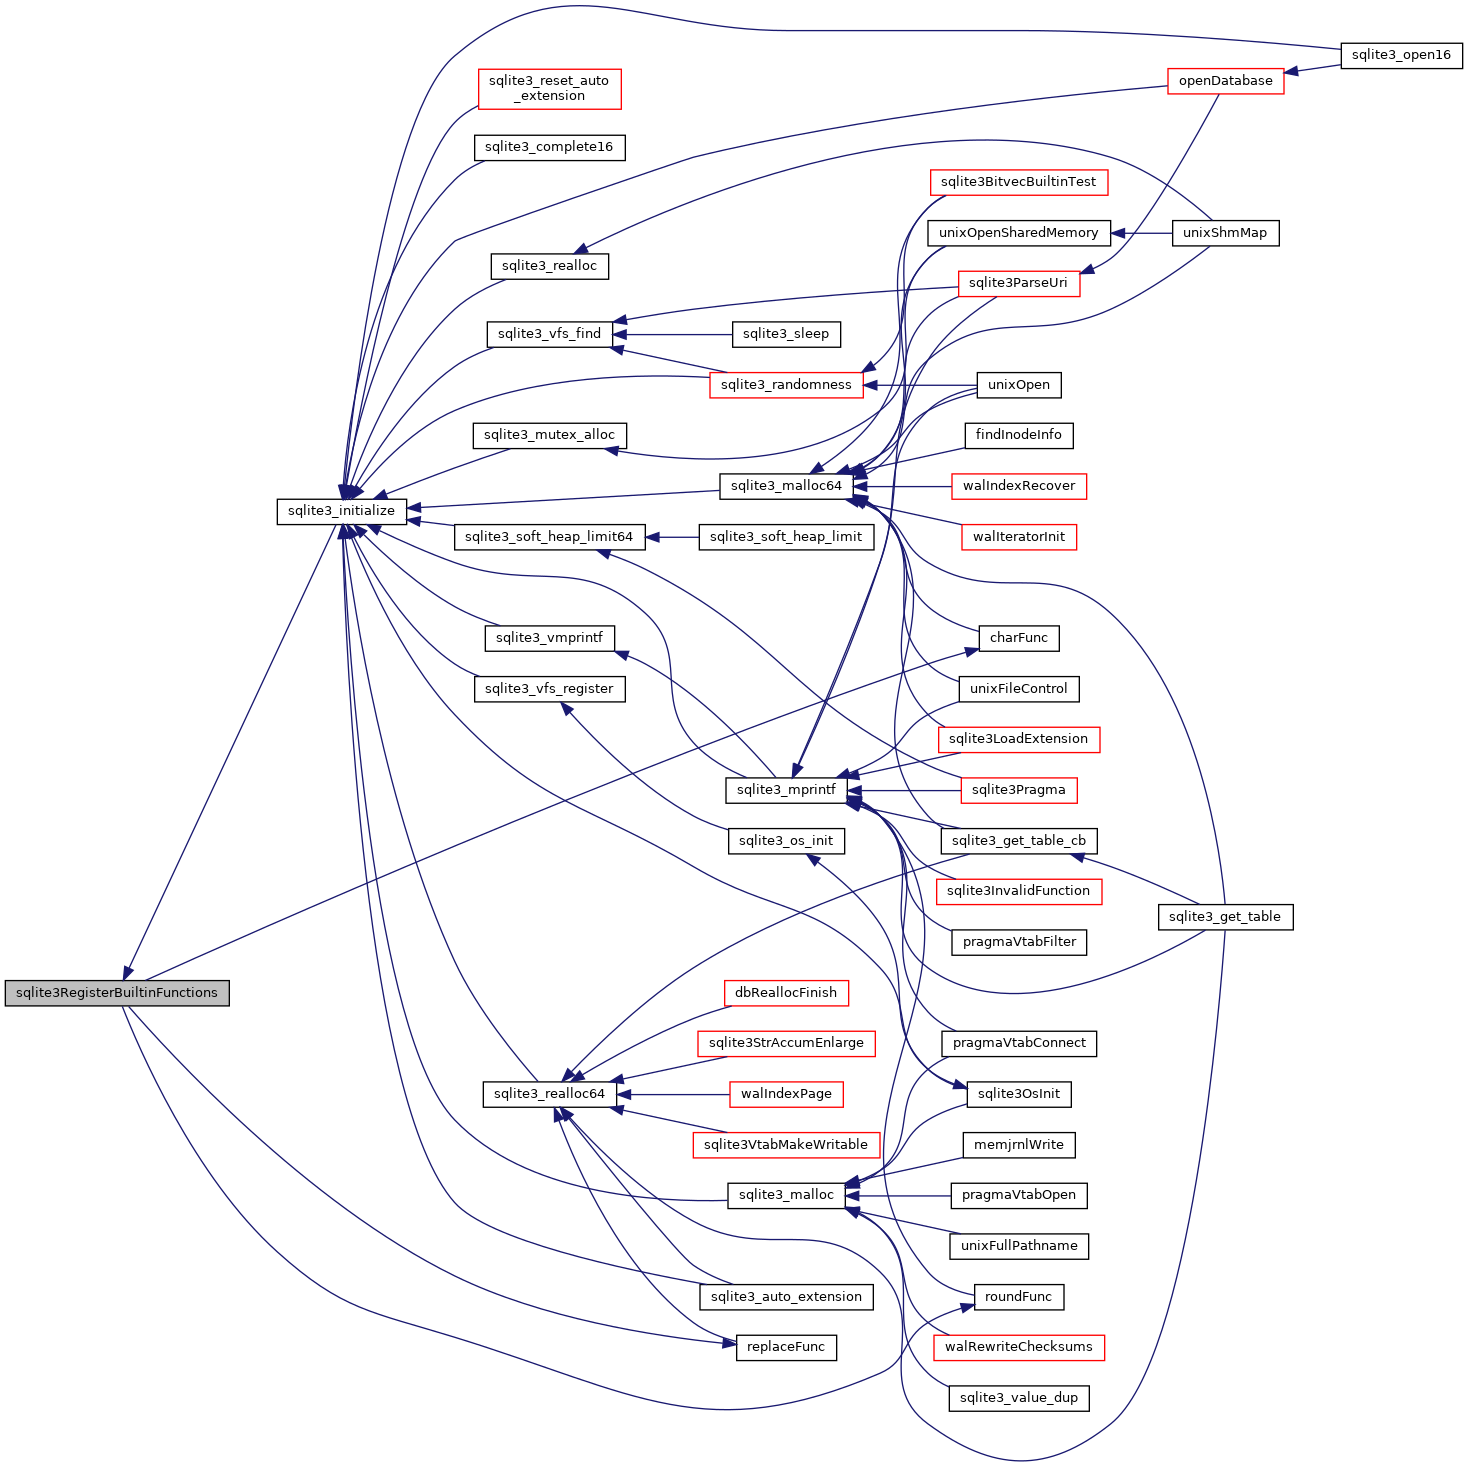 sqlite3_open16
openDatabase
sqlite3_reset_auto
_extension
sqlite3_complete16
sqlite3BitvecBuiltinTest
unixOpenSharedMemory
unixShmMap
sqlite3_realloc
sqlite3ParseUri
sqlite3_vfs_find
sqlite3_sleep
sqlite3_randomness
unixOpen
sqlite3_mutex_alloc
findInodeInfo
sqlite3_malloc64
walIndexRecover
sqlite3_initialize
sqlite3_soft_heap_limit64
sqlite3_soft_heap_limit
walIteratorInit
sqlite3_vmprintf
charFunc
sqlite3_vfs_register
unixFileControl
sqlite3LoadExtension
sqlite3_mprintf
sqlite3Pragma
sqlite3_os_init
sqlite3_get_table_cb
sqlite3InvalidFunction
sqlite3_get_table
pragmaVtabFilter
sqlite3RegisterBuiltinFunctions
dbReallocFinish
sqlite3StrAccumEnlarge
pragmaVtabConnect
sqlite3_realloc64
walIndexPage
sqlite3OsInit
sqlite3VtabMakeWritable
memjrnlWrite
sqlite3_malloc
pragmaVtabOpen
unixFullPathname
sqlite3_auto_extension
roundFunc
replaceFunc
walRewriteChecksums
sqlite3_value_dup